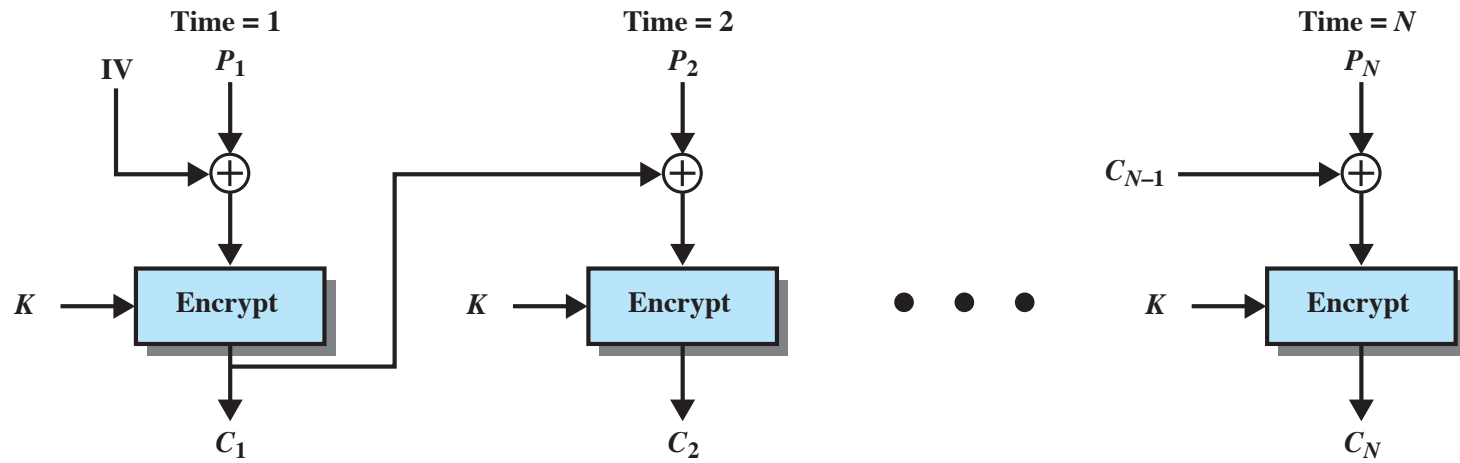 Time = 1
Time = 2
Time = N
IV
P1
P2
PN
CN–1
K
Encrypt
K
Encrypt
K
Encrypt
C1
C2
CN